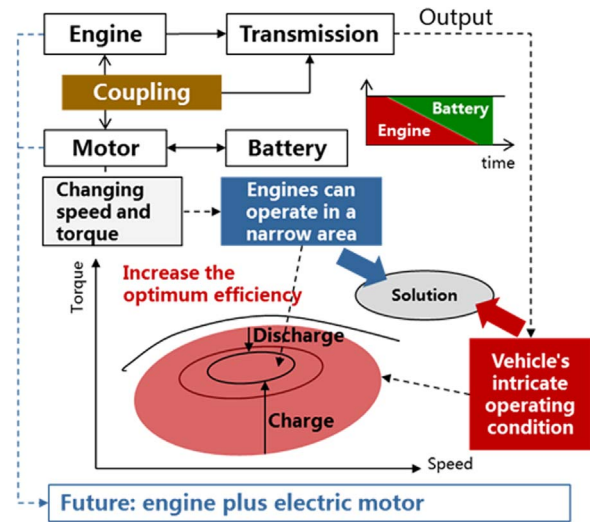 Output
Engine
Transmission
Coupling
Battery
Engine
time
Motor
Battery
Changing
speed and
torque
Engines can
operate in a
narrow area
Torque
Increase the
optimum efficiency
Solution
Discharge
Charge
Vehicle's
intricate
operating
condition
Speed
Future: engine plus electric motor